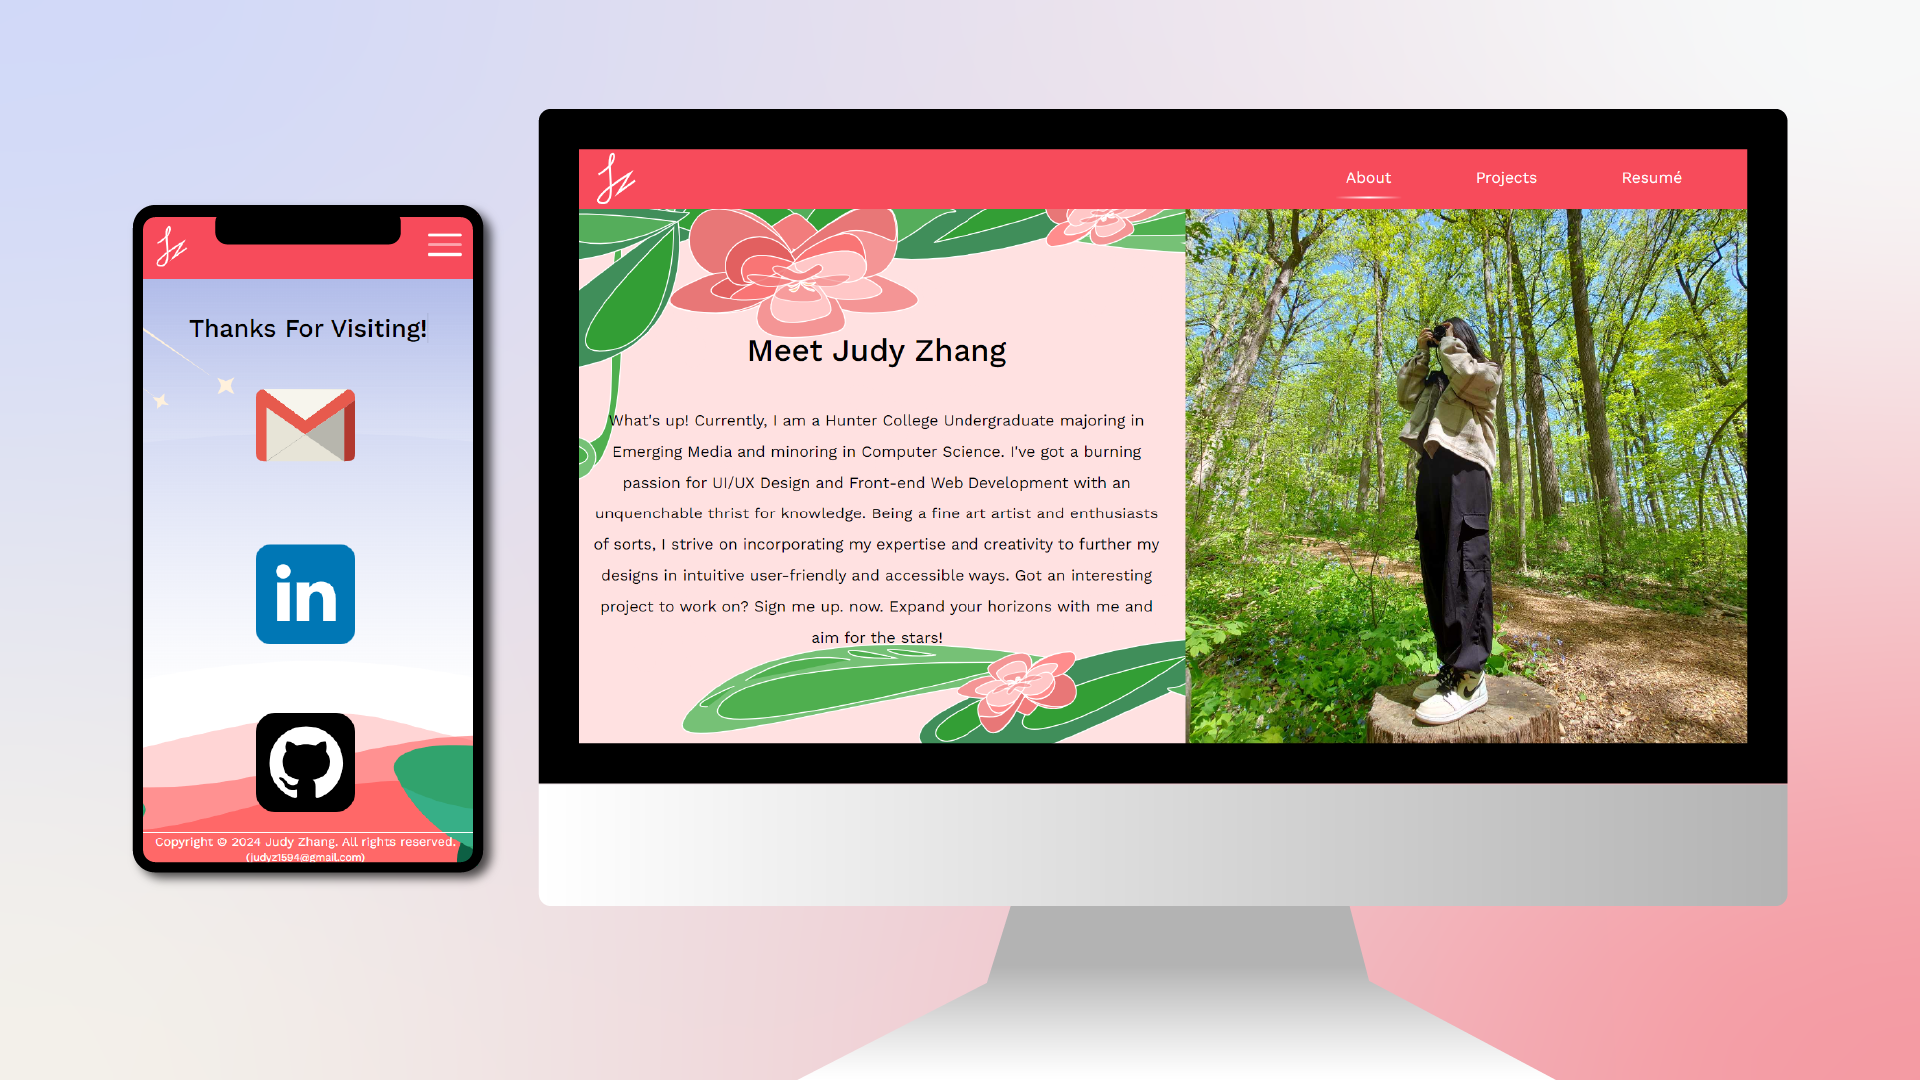 Jz
Thanks For Visiting!
in
Copyright © 2024 Judy Zhang. All rights reserved.
(judyz1594@gmail.com)
Jz
About
Projects
Resumé
Meet Judy Zhang
What's up! Currently, I am a Hunter College Undergraduate majoring in
Emerging Media and minoring in Computer Science. I've got a burning
passion for UI/UX Design and Front-end Web Development with an
unquenchable thrist for knowledge. Being a fine art artist and enthusiasts
of sorts, I strive on incorporating my expertise and creativity to further my
designs in intuitive user-friendly and accessible ways. Got an interesting
project to work on? Sign me up. now. Expand your horizons with me and
aim for the stars!